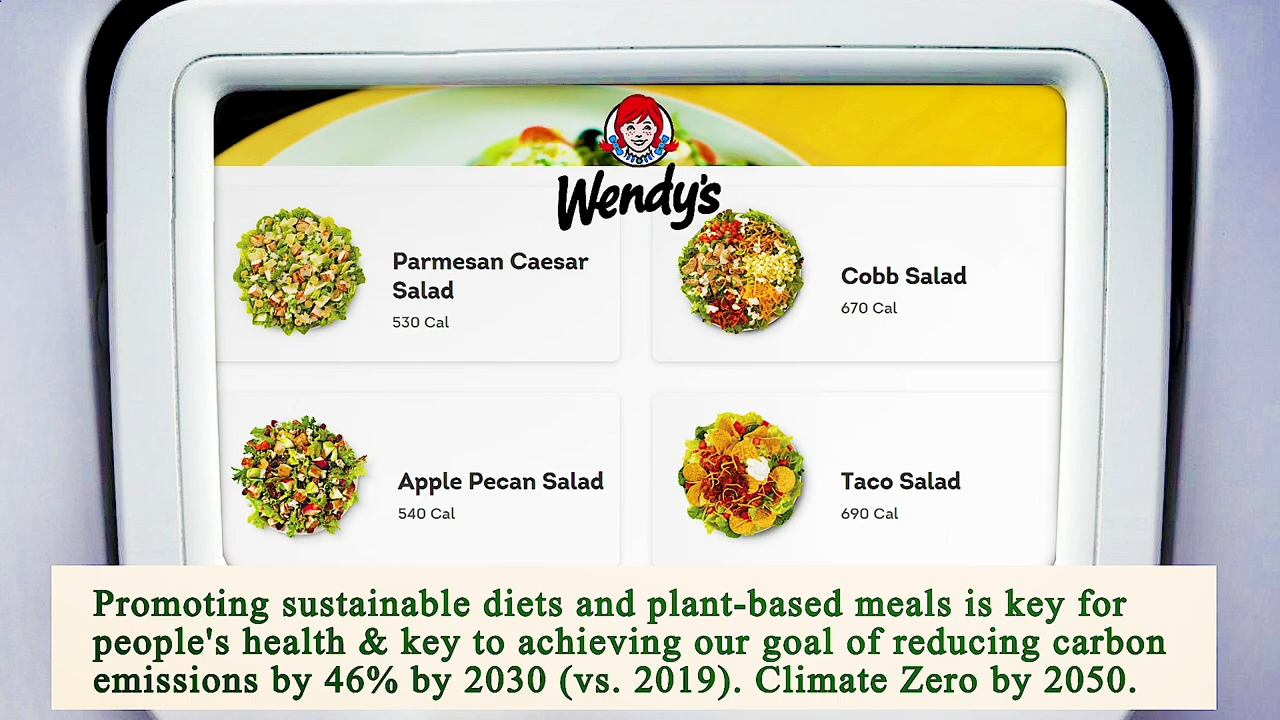 Wendy's
Parmesan Caesar
Salad
530 Cal
Cobb Salad
670 Cal
Apple Pecan Salad
540 Cal
Taco Salad
690 Cal
Promoting sustainable diets and plant-based meals is key for
people's health & key to achieving our goal of reducing carbon
emissions by 46% by 2030 (vs. 2019). Climate Zero by 2050.